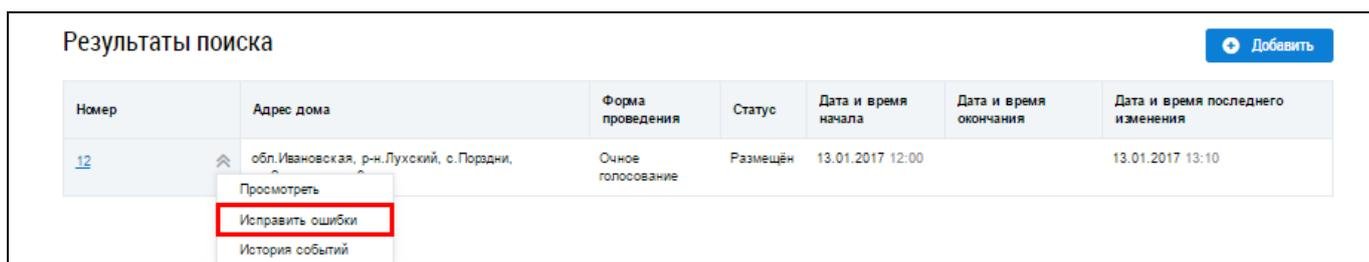 Результаты поиска
Добавить
Номер
Адрес дома
Форма проведения
Статус
Дата и время начала
Дата и время окончания
Дата и время последнего изменения
12
обл.Ивановская, р-н.Лухский, с.Порздни,
Очное голосование
Размещён
13.01.2017 12:00
13.01.2017 13:10
Просмотреть
Исправить ошибки
История событий